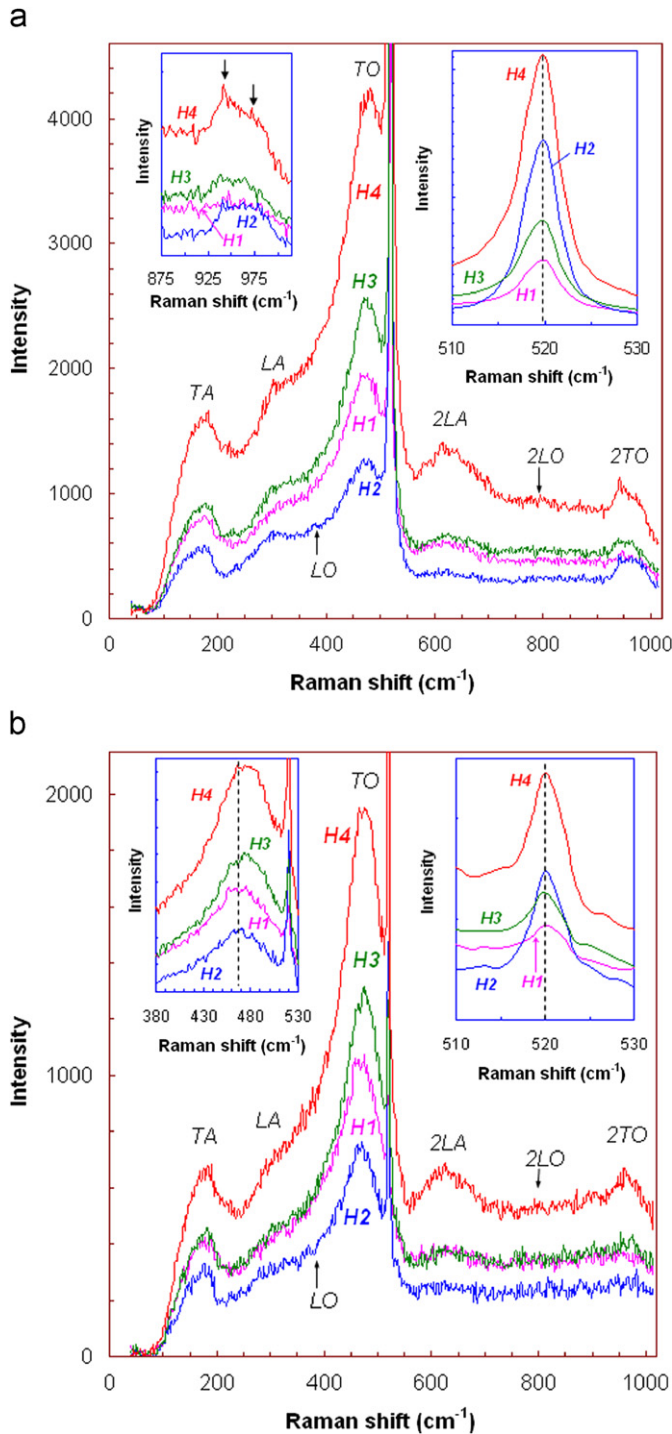 a
TO
4000
3000
2000
1000
0
Intensity
0 200 400 600 800 1000
Raman shift (cm-1)
TA
LA
LO
2LA
2LO
2TO
H4
H3
H1
H2
Intensity
H4
H3
H2
H1
875 925 975
Raman shift (cm-1)
Intensity
H4
H2
H3
H1
510 520 530
Raman shift (cm-1)
b
TO
2000
1000
0
Intensity
0 200 400 600 800 1000
Raman shift (cm-1)
TA
LA
LO
2LA
2LO
2TO
H4
H3
H1
H2
Intensity
H4
H3
H1
H2
380 430 480 530
Raman shift (cm-1)
Intensity
H4
H3
H2
H1
510 520 530
Raman shift (cm-1)